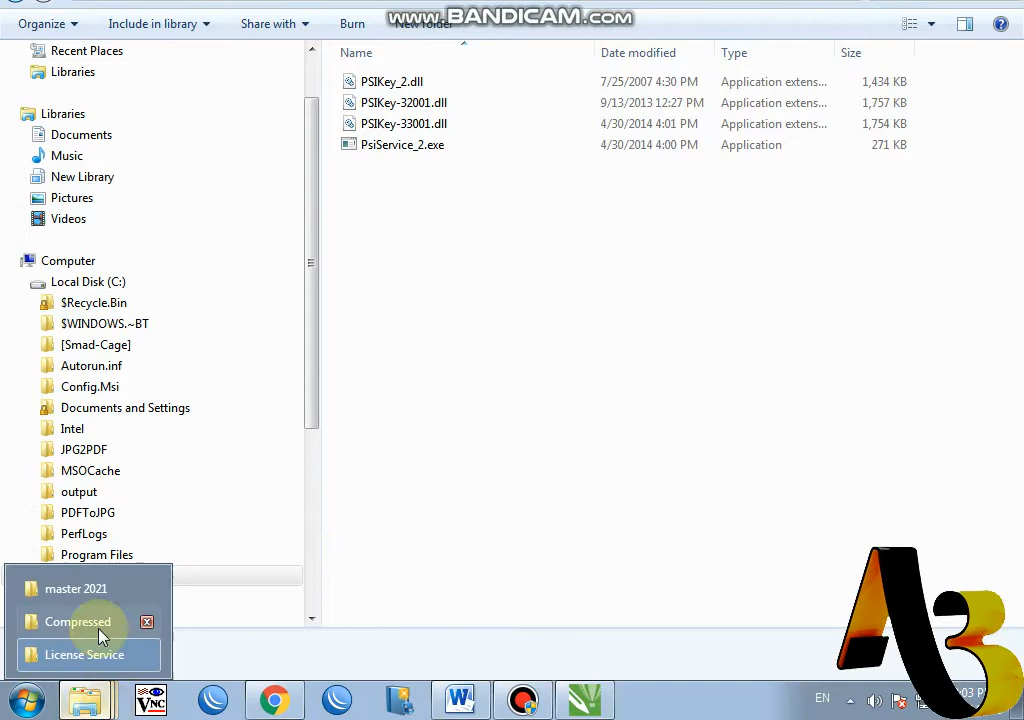 www.BANDICAM.com
Organize Include in library Share with Burn New folder
Recent Places
Libraries
Libraries
Documents
Music
New Library
Pictures
Videos
Computer
Local Disk (C:)
$Recycle.Bin
$WINDOWS.~BT
[Smad-Cage]
Autorun.inf
Config.Msi
Documents and Settings
Intel
JPG2PDF
MSOCache
output
PDFToJPG
PerfLogs
Program Files
Name Date modified Type Size
PSIKey_2.dll 7/25/2007 4:30 PM Application extens... 1,434 KB
PSIKey-32001.dll 9/13/2013 12:27 PM Application extens... 1,757 KB
PSIKey-33001.dll 4/30/2014 4:01 PM Application extens... 1,754 KB
PsiService_2.exe 4/30/2014 4:00 PM Application 271 KB
master 2021
Compressed
License Service
VNC
W
EN
:03 PM
AB